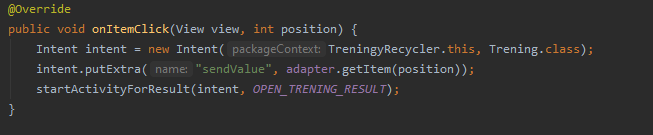 @Override
public void onItemClick(View view, int position) {
Intent intent = new Intent( packageContext: TreningyRecycler.this, Trening.class);
intent.putExtra( name: "sendValue", adapter.getItem(position));
startActivityForResult(intent, OPEN_TRENING_RESULT);
}